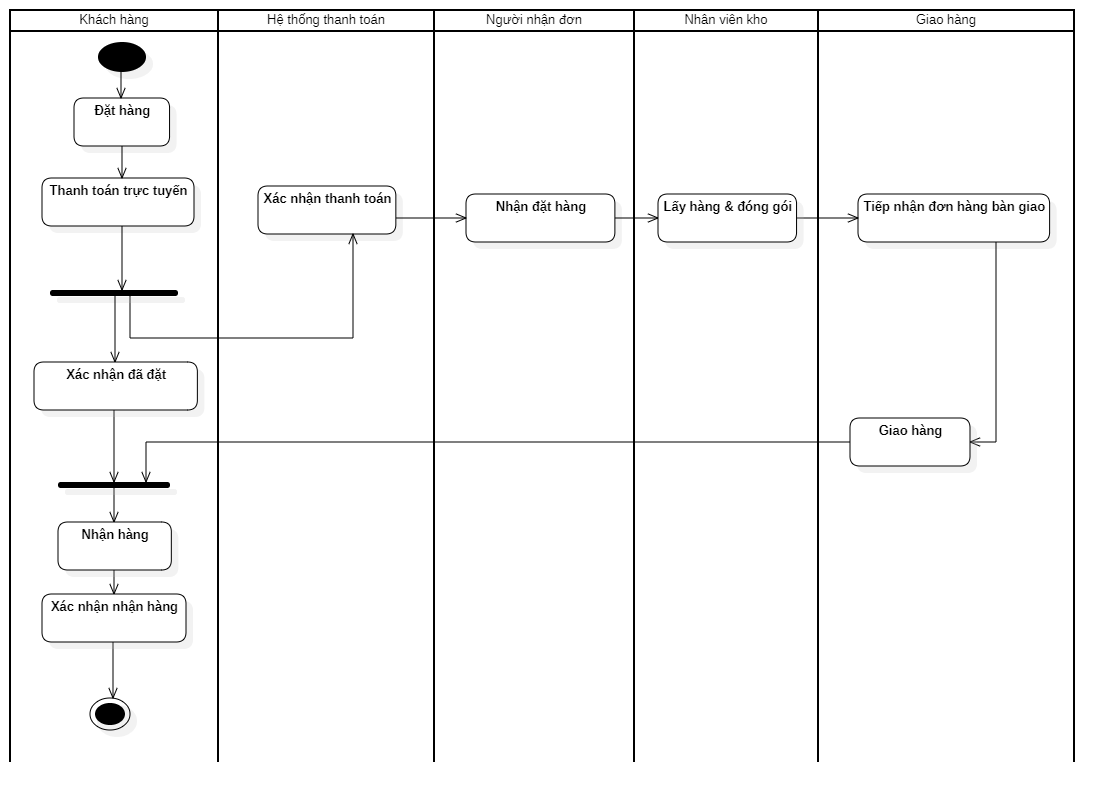 Khách hàng
Hệ thống thanh toán
Người nhận đơn
Nhân viên kho
Giao hàng
Đặt hàng
Thanh toán trực tuyến
Xác nhận thanh toán
Nhận đặt hàng
Lấy hàng & đóng gói
Tiếp nhận đơn hàng bàn giao
Xác nhận đã đặt
Giao hàng
Nhận hàng
Xác nhận nhận hàng